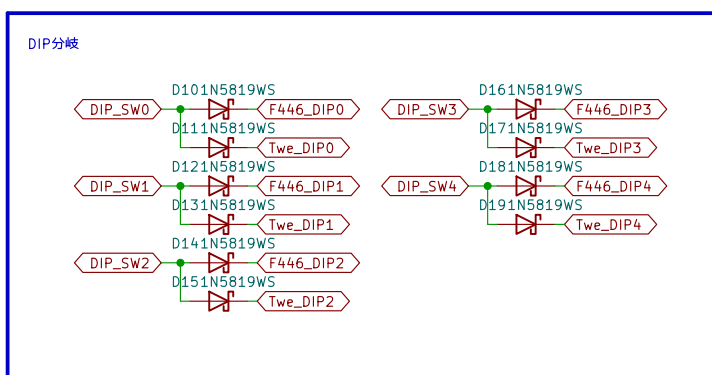 DIP分岐
D101N5819WS
DIP_SW0
F446_DIP0
D111N5819WS
Twe_DIP0
D121N5819WS
DIP_SW1
F446_DIP1
D131N5819WS
Twe_DIP1
D141N5819WS
DIP_SW2
F446_DIP2
D151N5819WS
Twe_DIP2
D161N5819WS
DIP_SW3
F446_DIP3
D171N5819WS
Twe_DIP3
D181N5819WS
DIP_SW4
F446_DIP4
D191N5819WS
Twe_DIP4